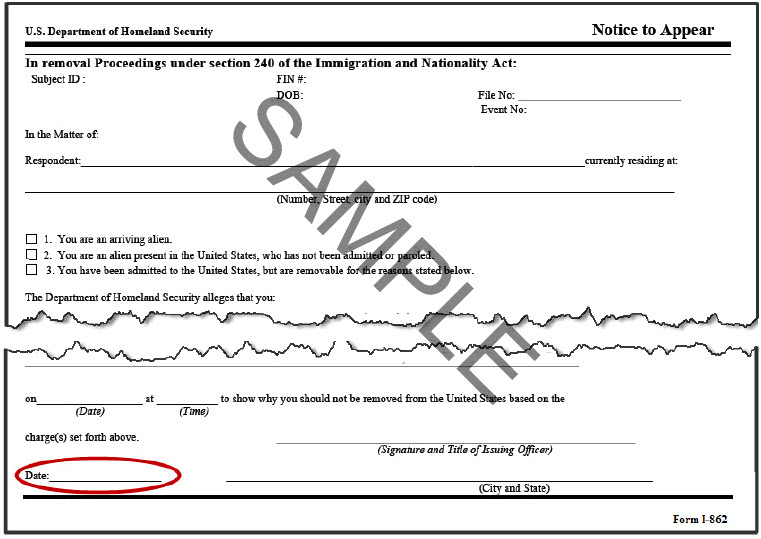 U.S. Department of Homeland Security Notice to Appear
In removal Proceedings under section 240 of the Immigration and Nationality Act:
Subject ID : FIN #:
DOB: File No:
Event No:
In the Matter of:
Respondent: currently residing at:
(Number, Street, city and ZIP code)
1. You are an arriving alien.
2. You are an alien present in the United States, who has not been admitted or paroled.
3. You have been admitted to the United States, but are removable for the reasons stated below.
The Department of Homeland Security alleges that you:
SAMPLE
on at to show why you should not be removed from the United States based on the
(Date) (Time)
charge(s) set forth above.
(Signature and Title of Issuing Officer)
Date:
(City and State)
Form I-862